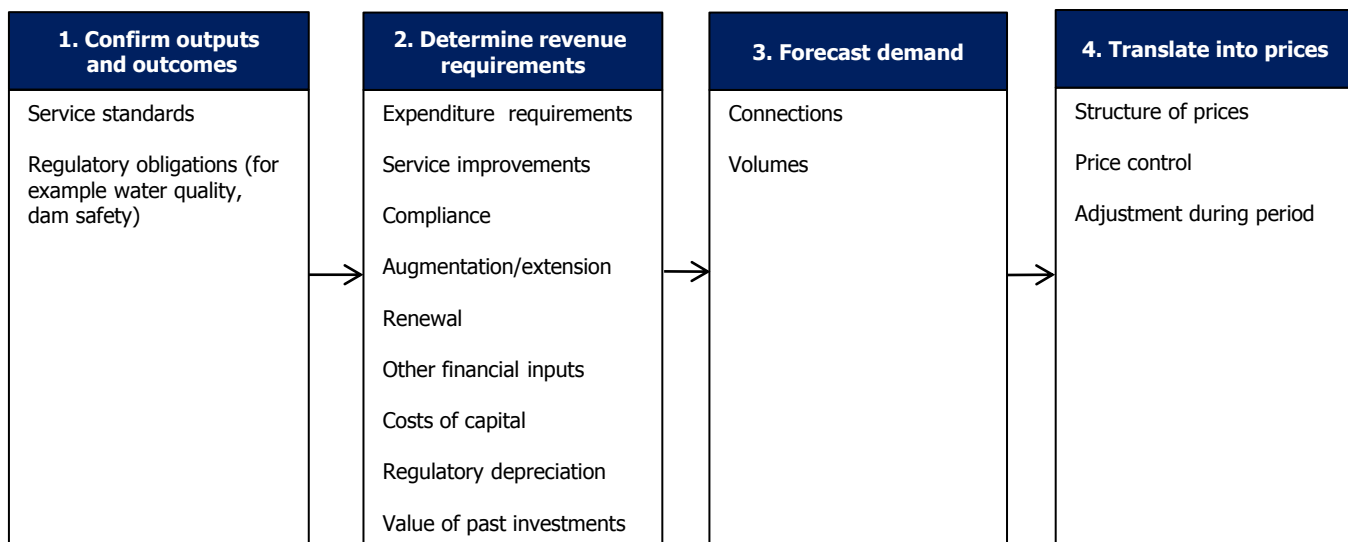 1. Confirm outputs
and outcomes
Service standards
Regulatory obligations (for
example water quality,
dam safety)
2. Determine revenue
requirements
Expenditure requirements
Service improvements
Compliance
Augmentation/extension
Renewal
Other financial inputs
Costs of capital
Regulatory depreciation
Value of past investments
3. Forecast demand
Connections
Volumes
4. Translate into prices
Structure of prices
Price control
Adjustment during period